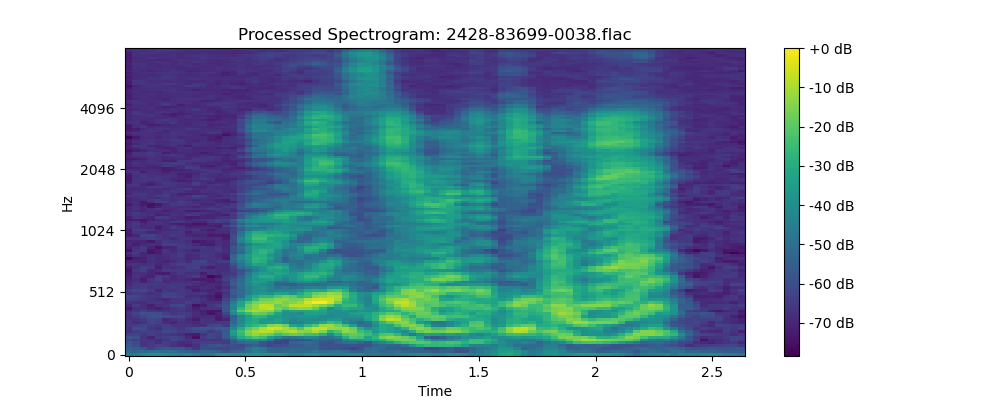 Processed Spectrogram: 2428-83699-0038.flac
+0 dB
4096
-10 dB
-20 dB
2048
-30 dB
Hz
-40 dB
1024
-50 dB
512
-60 dB
-70 dB
0
0 0.5 1 1.5 2 2.5
Time